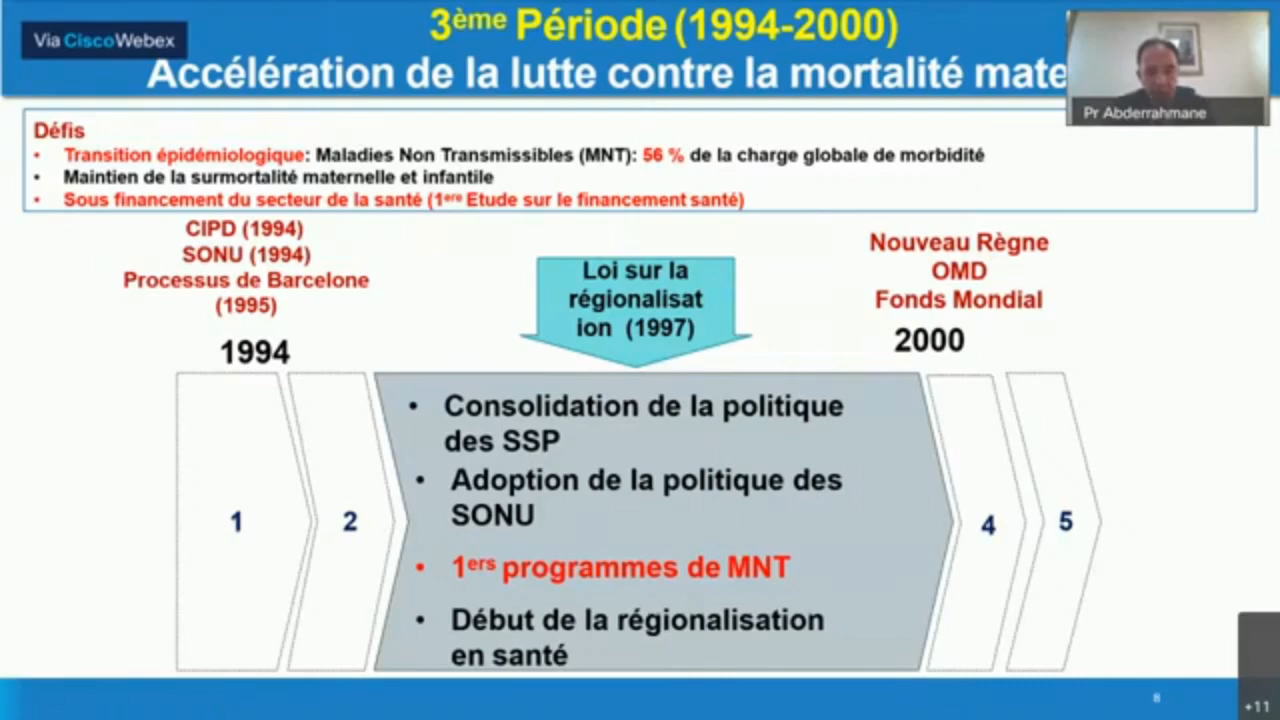 Via CiscoWebex
3ème Période (1994-2000)
Accélération de la lutte contre la mortalité mate
Pr Abderrahmane
Défis
• Transition épidémiologique: Maladies Non Transmissibles (MNT): 56 % de la charge globale de morbidité
• Maintien de la surmortalité maternelle et infantile
• Sous financement du secteur de la santé (1ere Etude sur le financement santé)
CIPD (1994)
SONU (1994)
Processus de Barcelone
(1995)
1994
Loi sur la
régionalisat
ion (1997)
Nouveau Règne
OMD
Fonds Mondial
2000
1
2
• Consolidation de la politique
des SSP
• Adoption de la politique des
SONU
• 1ers programmes de MNT
• Début de la régionalisation
en santé
4
5
8
+11